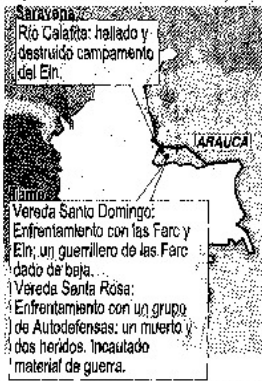 Saravena:
Río Calafita: hallado y
destruido campamento
del Eln.
ARAUCA
Tame:
Vereda Santo Domingo:
Enfrentamiento con las Farc y
Eln; un guerrillero de las Farc
dado de baja.
Vereda Santa Rosa:
Enfrentamiento con un grupo
de Autodefensas: un muerto y
dos heridos. Incautado
material de guerra.